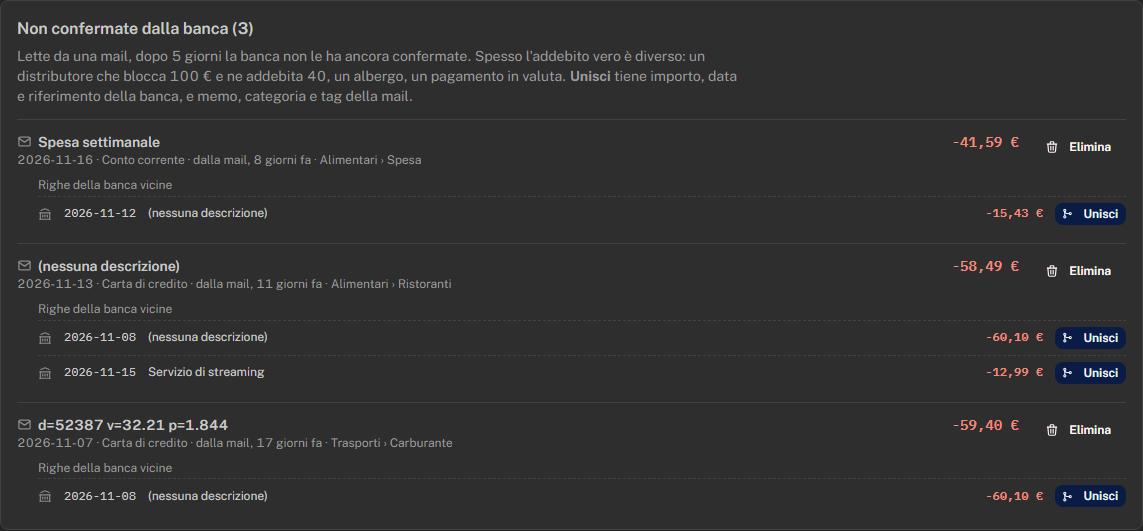 Non confermate dalla banca (3)
Lette da una mail, dopo 5 giorni la banca non le ha ancora confermate. Spesso l'addebito vero è diverso: un
distributore che blocca 100 € e ne addebita 40, un albergo, un pagamento in valuta. Unisci tiene importo, data
e riferimento della banca, e memo, categoria e tag della mail.
Spesa settimanale -41,59 € Elimina
2026-11-16 · Conto corrente · dalla mail, 8 giorni fa · Alimentari › Spesa
Righe della banca vicine
2026-11-12 (nessuna descrizione) -15,43 € Unisci
(nessuna descrizione) -58,49 € Elimina
2026-11-13 · Carta di credito · dalla mail, 11 giorni fa · Alimentari › Ristoranti
Righe della banca vicine
2026-11-08 (nessuna descrizione) -60,10 € Unisci
2026-11-15 Servizio di streaming -12,99 € Unisci
d=52387 v=32.21 p=1.844 -59,40 € Elimina
2026-11-07 · Carta di credito · dalla mail, 17 giorni fa · Trasporti › Carburante
Righe della banca vicine
2026-11-08 (nessuna descrizione) -60,10 € Unisci